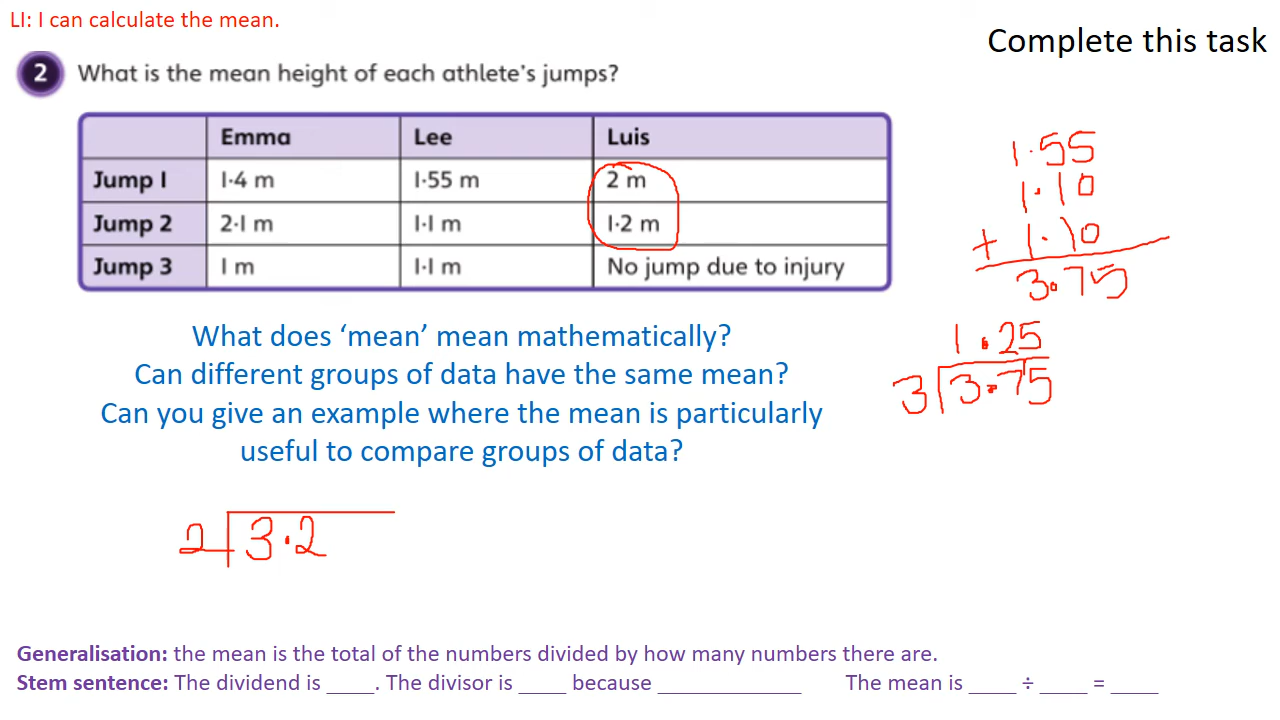 LI: I can calculate the mean.
Complete this task
2 What is the mean height of each athlete's jumps?
Emma Lee Luis
Jump 1 1·4 m 1·55 m 2 m
Jump 2 2·1 m 1·1 m 1·2 m
Jump 3 1 m 1·1 m No jump due to injury
1·55
1·10
+ 1·10
3·75
1·25
3 3·75
What does ‘mean’ mean mathematically?
Can different groups of data have the same mean?
Can you give an example where the mean is particularly
useful to compare groups of data?
2 3·2
Generalisation: the mean is the total of the numbers divided by how many numbers there are.
Stem sentence: The dividend is ____. The divisor is ____ because _____________ The mean is ____ ÷ ____ = ____